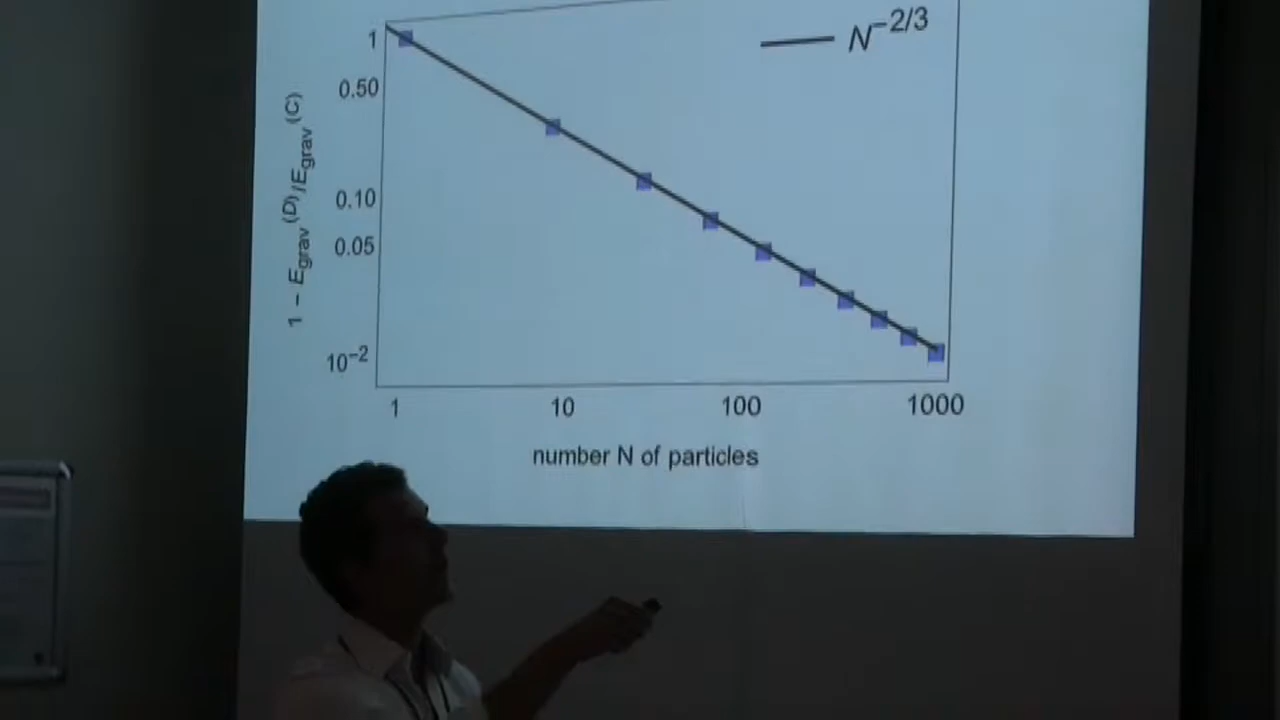 N⁻²/³
1
0.50
0.10
0.05
10⁻²
1 − E_grav^(D)/E_grav^(C)
1 10 100 1000
number N of particles